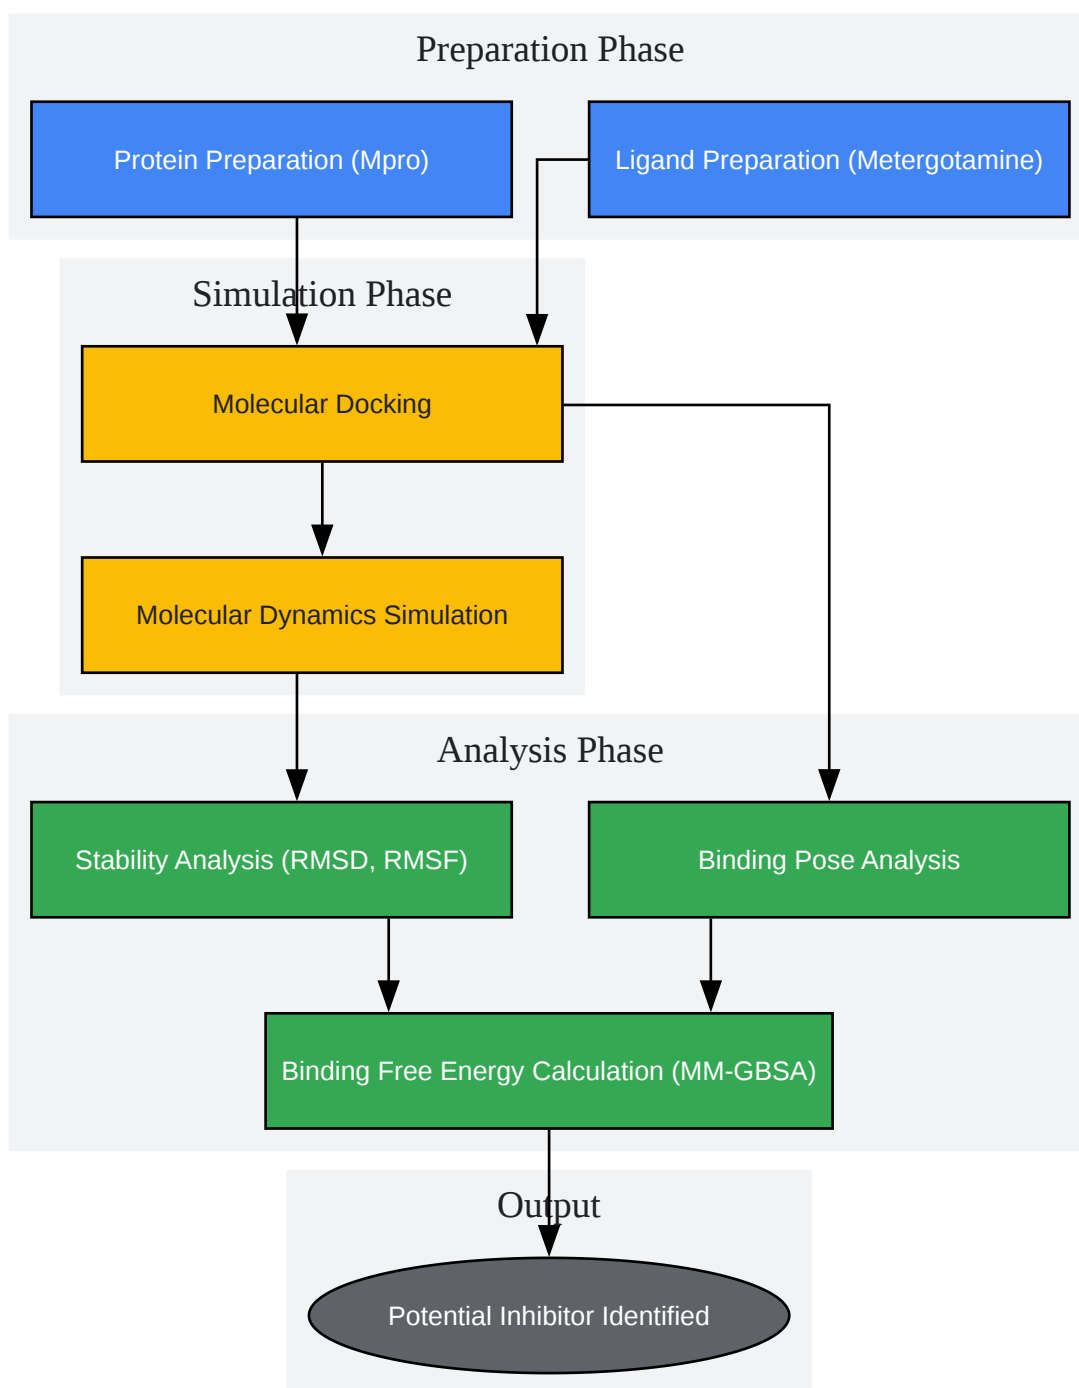 Preparation Phase
Protein Preparation (Mpro)
Ligand Preparation (Metergotamine)
Simulation Phase
Molecular Docking
Molecular Dynamics Simulation
Analysis Phase
Stability Analysis (RMSD, RMSF)
Binding Pose Analysis
Binding Free Energy Calculation (MM-GBSA)
Output
Potential Inhibitor Identified